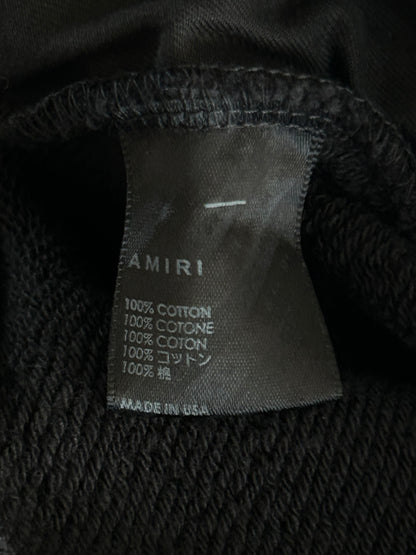 AMIRI
100% COTTON
100% COTONE
100% COTON
100% コットン
100% 棉
MADE IN USA